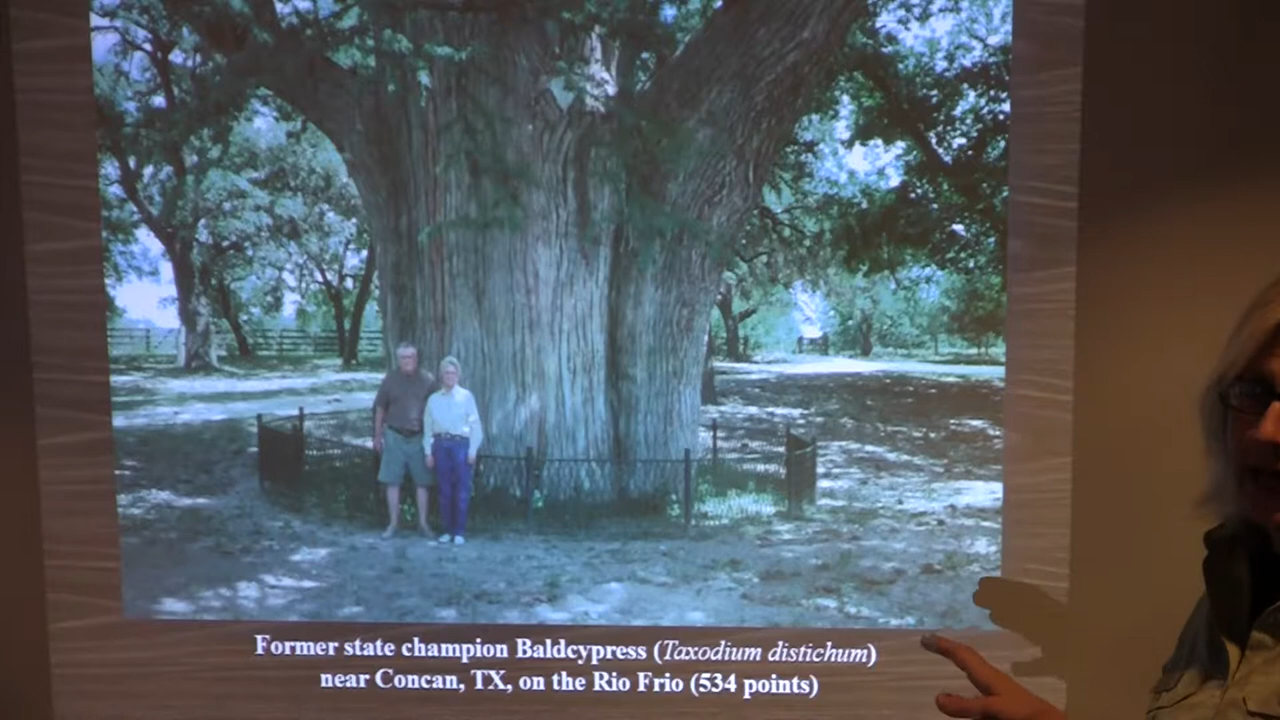 Former state champion Baldcypress (Taxodium distichum)
near Concan, TX, on the Rio Frio (534 points)